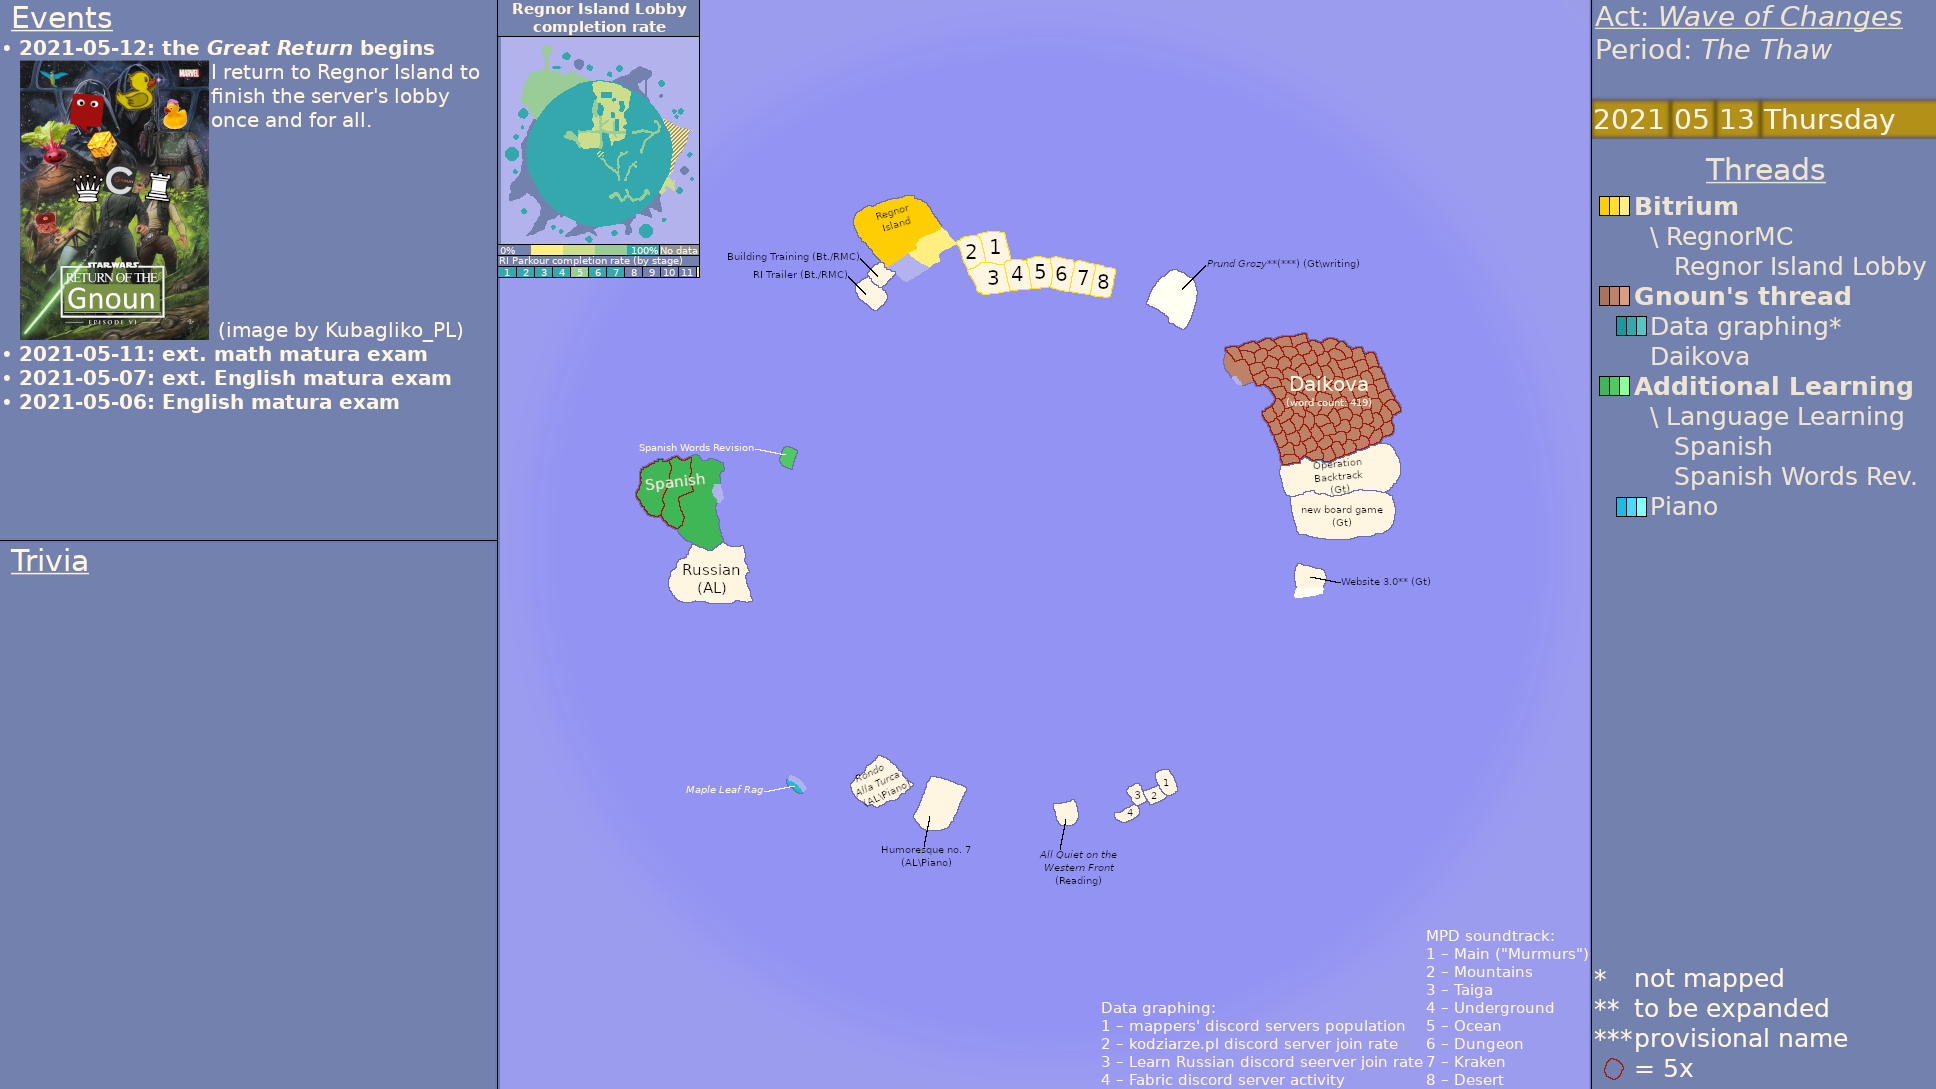 Events
• 2021-05-12: the Great Return begins
MARVEL
I return to Regnor Island to
finish the server's lobby
once and for all.
STAR WARS
RETURN OF THE
Gnoun
EPISODE VI
(image by Kubagliko_PL)
• 2021-05-11: ext. math matura exam
• 2021-05-07: ext. English matura exam
• 2021-05-06: English matura exam
Trivia
Regnor Island Lobby
completion rate
0% 100% No data
RI Parkour completion rate (by stage)
1 2 3 4 5 6 7 8 9 10 11
Regnor
Island
Building Training (Bt./RMC)
RI Trailer (Bt./RMC)
2 1
3 4 5 6 7 8
Prund Grozy**(***) (Gt\writing)
Daikova
(word count: 419)
Operation
Backtrack
(Gt)
new board game
(Gt)
Website 3.0** (Gt)
Spanish Words Revision
Spanish
Russian
(AL)
Maple Leaf Rag
Rondo
Alla Turca
(AL\Piano)
Humoresque no. 7
(AL\Piano)
All Quiet on the
Western Front
(Reading)
1
2
3
4
Data graphing:
1 – mappers' discord servers population
2 – kodziarze.pl discord server join rate
3 – Learn Russian discord seerver join rate
4 – Fabric discord server activity
MPD soundtrack:
1 – Main ("Murmurs")
2 – Mountains
3 – Taiga
4 – Underground
5 – Ocean
6 – Dungeon
7 – Kraken
8 – Desert
Act: Wave of Changes
Period: The Thaw
2021 05 13 Thursday
Threads
Bitrium
\ RegnorMC
Regnor Island Lobby
Gnoun's thread
Data graphing*
Daikova
Additional Learning
\ Language Learning
Spanish
Spanish Words Rev.
Piano
* not mapped
** to be expanded
***provisional name
= 5x